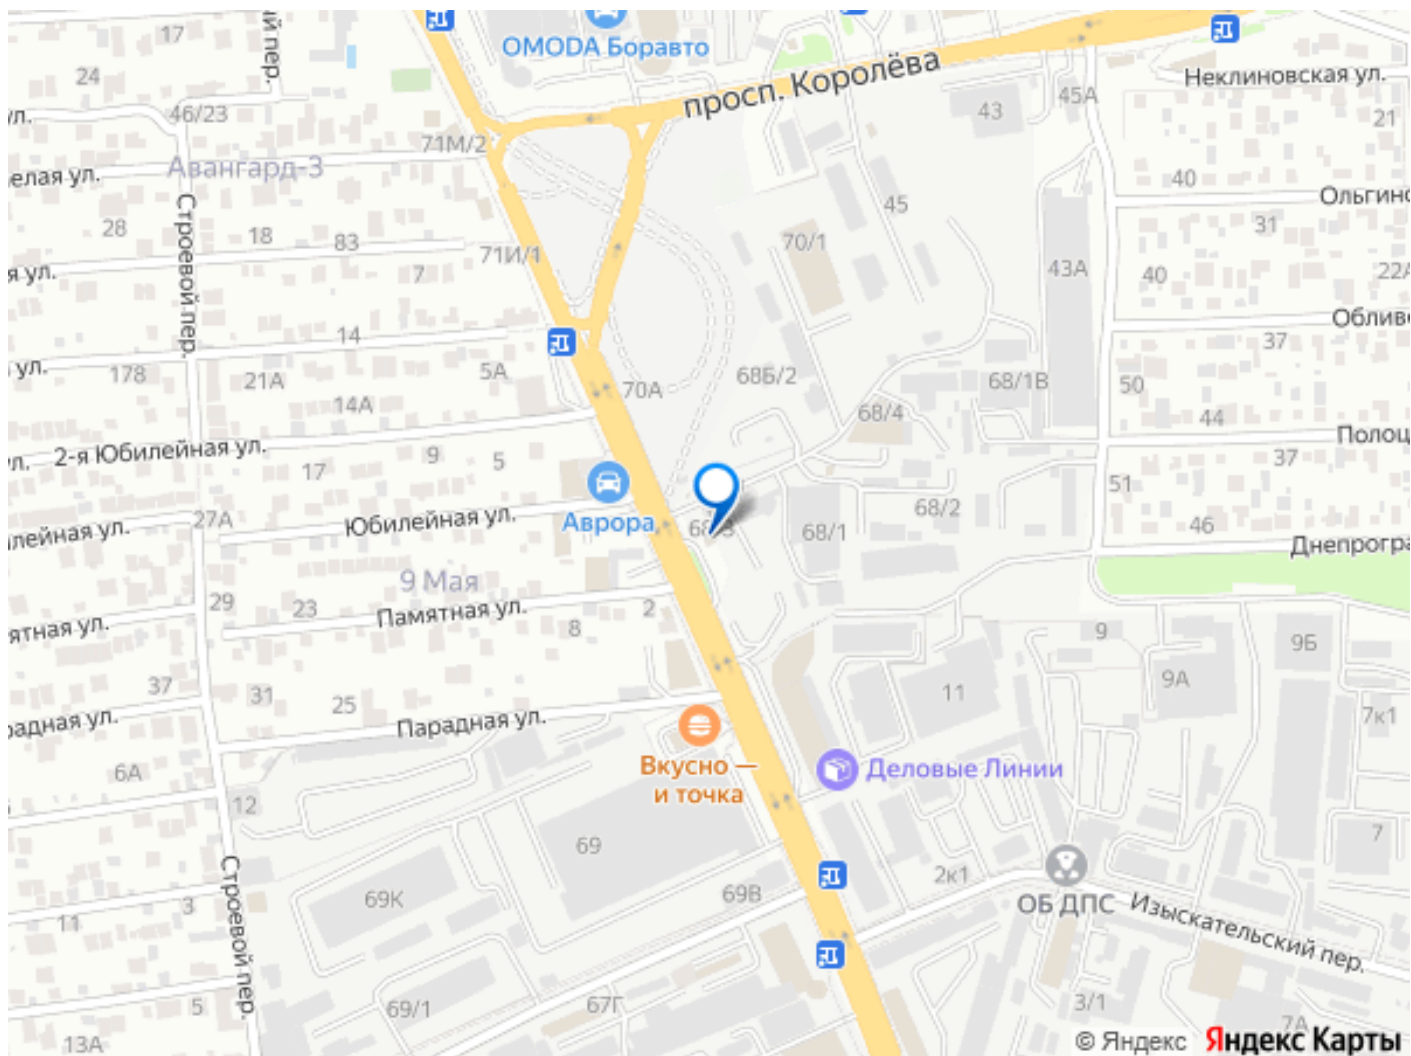 17
ый пер.
OMODA Боравто
просп. Королёва
Неклиновская ул.
24
46/23
ул.
71М/2
43
45А
21
Авангард-3
елая ул.
Строевой пер.
28
18
83
7
71И/1
45
70/1
40
Ольгинс
31
43А
40
22А
я ул.
14
ул.
178
21А
14А
5А
70А
68Б/2
68/1В
68/4
Обливс
37
50
44
Полоц
37
2-я Юбилейная ул.
17
9
5
л.
Аврора
51
68/2
68/1
46
Днепрогра
илейная ул.
27А
Юбилейная ул.
9 Мая
29
23
Памятная ул.
2
8
ятная ул.
9
9Б
9А
11
7к1
37
31
25
Парадная ул.
радная ул.
6А
Вкусно —
и точка
Деловые Линии
12
69
7
69К
69В
2к1
ОБ ДПС
Изыскательский пер.
Строевой пер.
3
11
5
69/1
67Г
3/1
7А
13А
© Яндекс Яндекс Карты